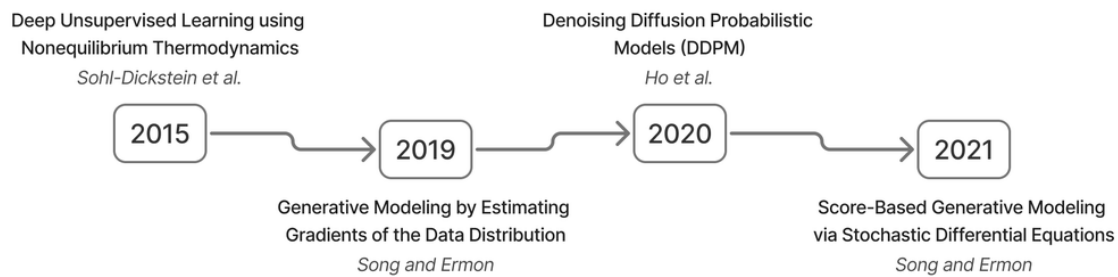 Deep Unsupervised Learning using
Nonequilibrium Thermodynamics
Sohl-Dickstein et al.
2015
2019
Generative Modeling by Estimating
Gradients of the Data Distribution
Song and Ermon
Denoising Diffusion Probabilistic
Models (DDPM)
Ho et al.
2020
2021
Score-Based Generative Modeling
via Stochastic Differential Equations
Song and Ermon